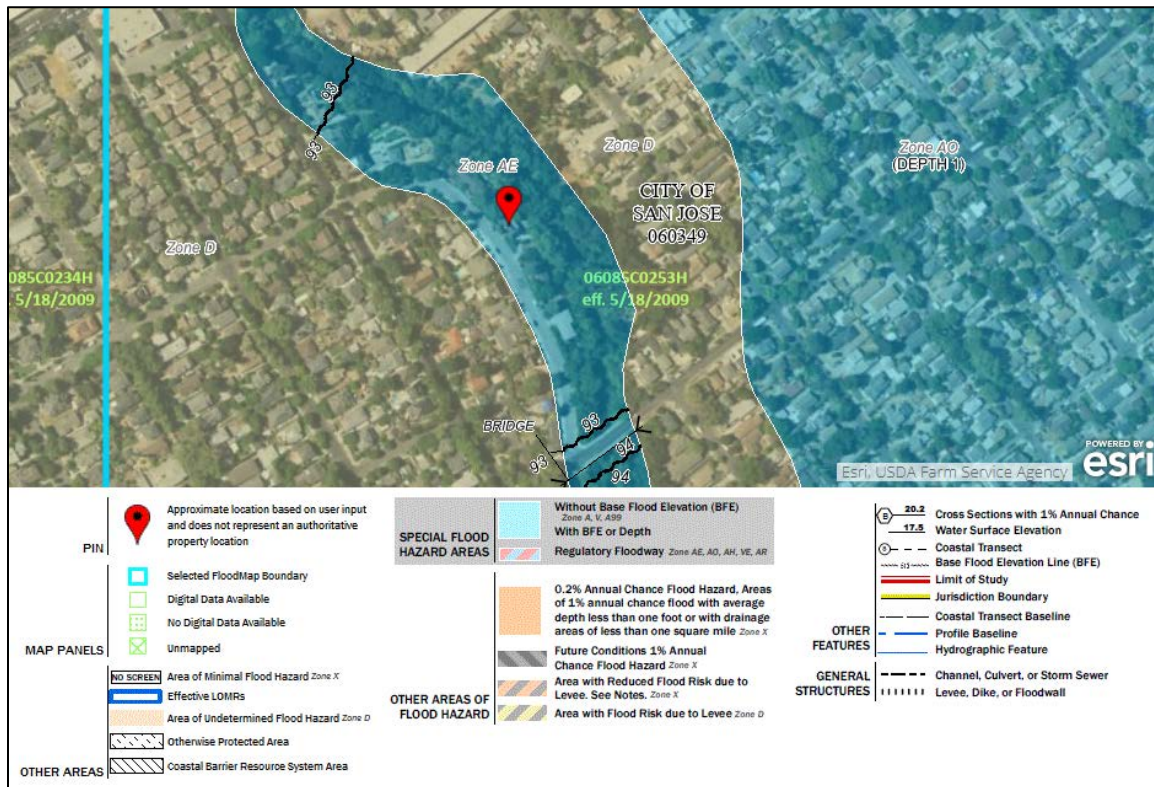 93
93
Zone AE
Zone D
Zone AO
(DEPTH 1)
CITY OF
SAN JOSE
060349
Zone D
085C0234H
. 5/18/2009
06085C0253H
eff. 5/18/2009
BRIDGE
93
93
94
94
POWERED BY
esri
Esri, USDA Farm Service Agency
PIN
Approximate location based on user input
and does not represent an authoritative
property location
MAP PANELS
Selected FloodMap Boundary
Digital Data Available
No Digital Data Available
Unmapped
OTHER AREAS
NO SCREEN Area of Minimal Flood Hazard Zone X
Effective LOMRs
Area of Undetermined Flood Hazard Zone D
Otherwise Protected Area
Coastal Barrier Resource System Area
SPECIAL FLOOD
HAZARD AREAS
Without Base Flood Elevation (BFE)
Zone A, V, A99
With BFE or Depth
Regulatory Floodway Zone AE, AO, AH, VE, AR
OTHER AREAS OF
FLOOD HAZARD
0.2% Annual Chance Flood Hazard, Areas
of 1% annual chance flood with average
depth less than one foot or with drainage
areas of less than one square mile Zone X
Future Conditions 1% Annual
Chance Flood Hazard Zone X
Area with Reduced Flood Risk due to
Levee. See Notes. Zone X
Area with Flood Risk due to Levee Zone D
OTHER
FEATURES
B 20.2 Cross Sections with 1% Annual Chance
17.5 Water Surface Elevation
8 Coastal Transect
513 Base Flood Elevation Line (BFE)
Limit of Study
Jurisdiction Boundary
Coastal Transect Baseline
Profile Baseline
Hydrographic Feature
GENERAL
STRUCTURES
Channel, Culvert, or Storm Sewer
Levee, Dike, or Floodwall